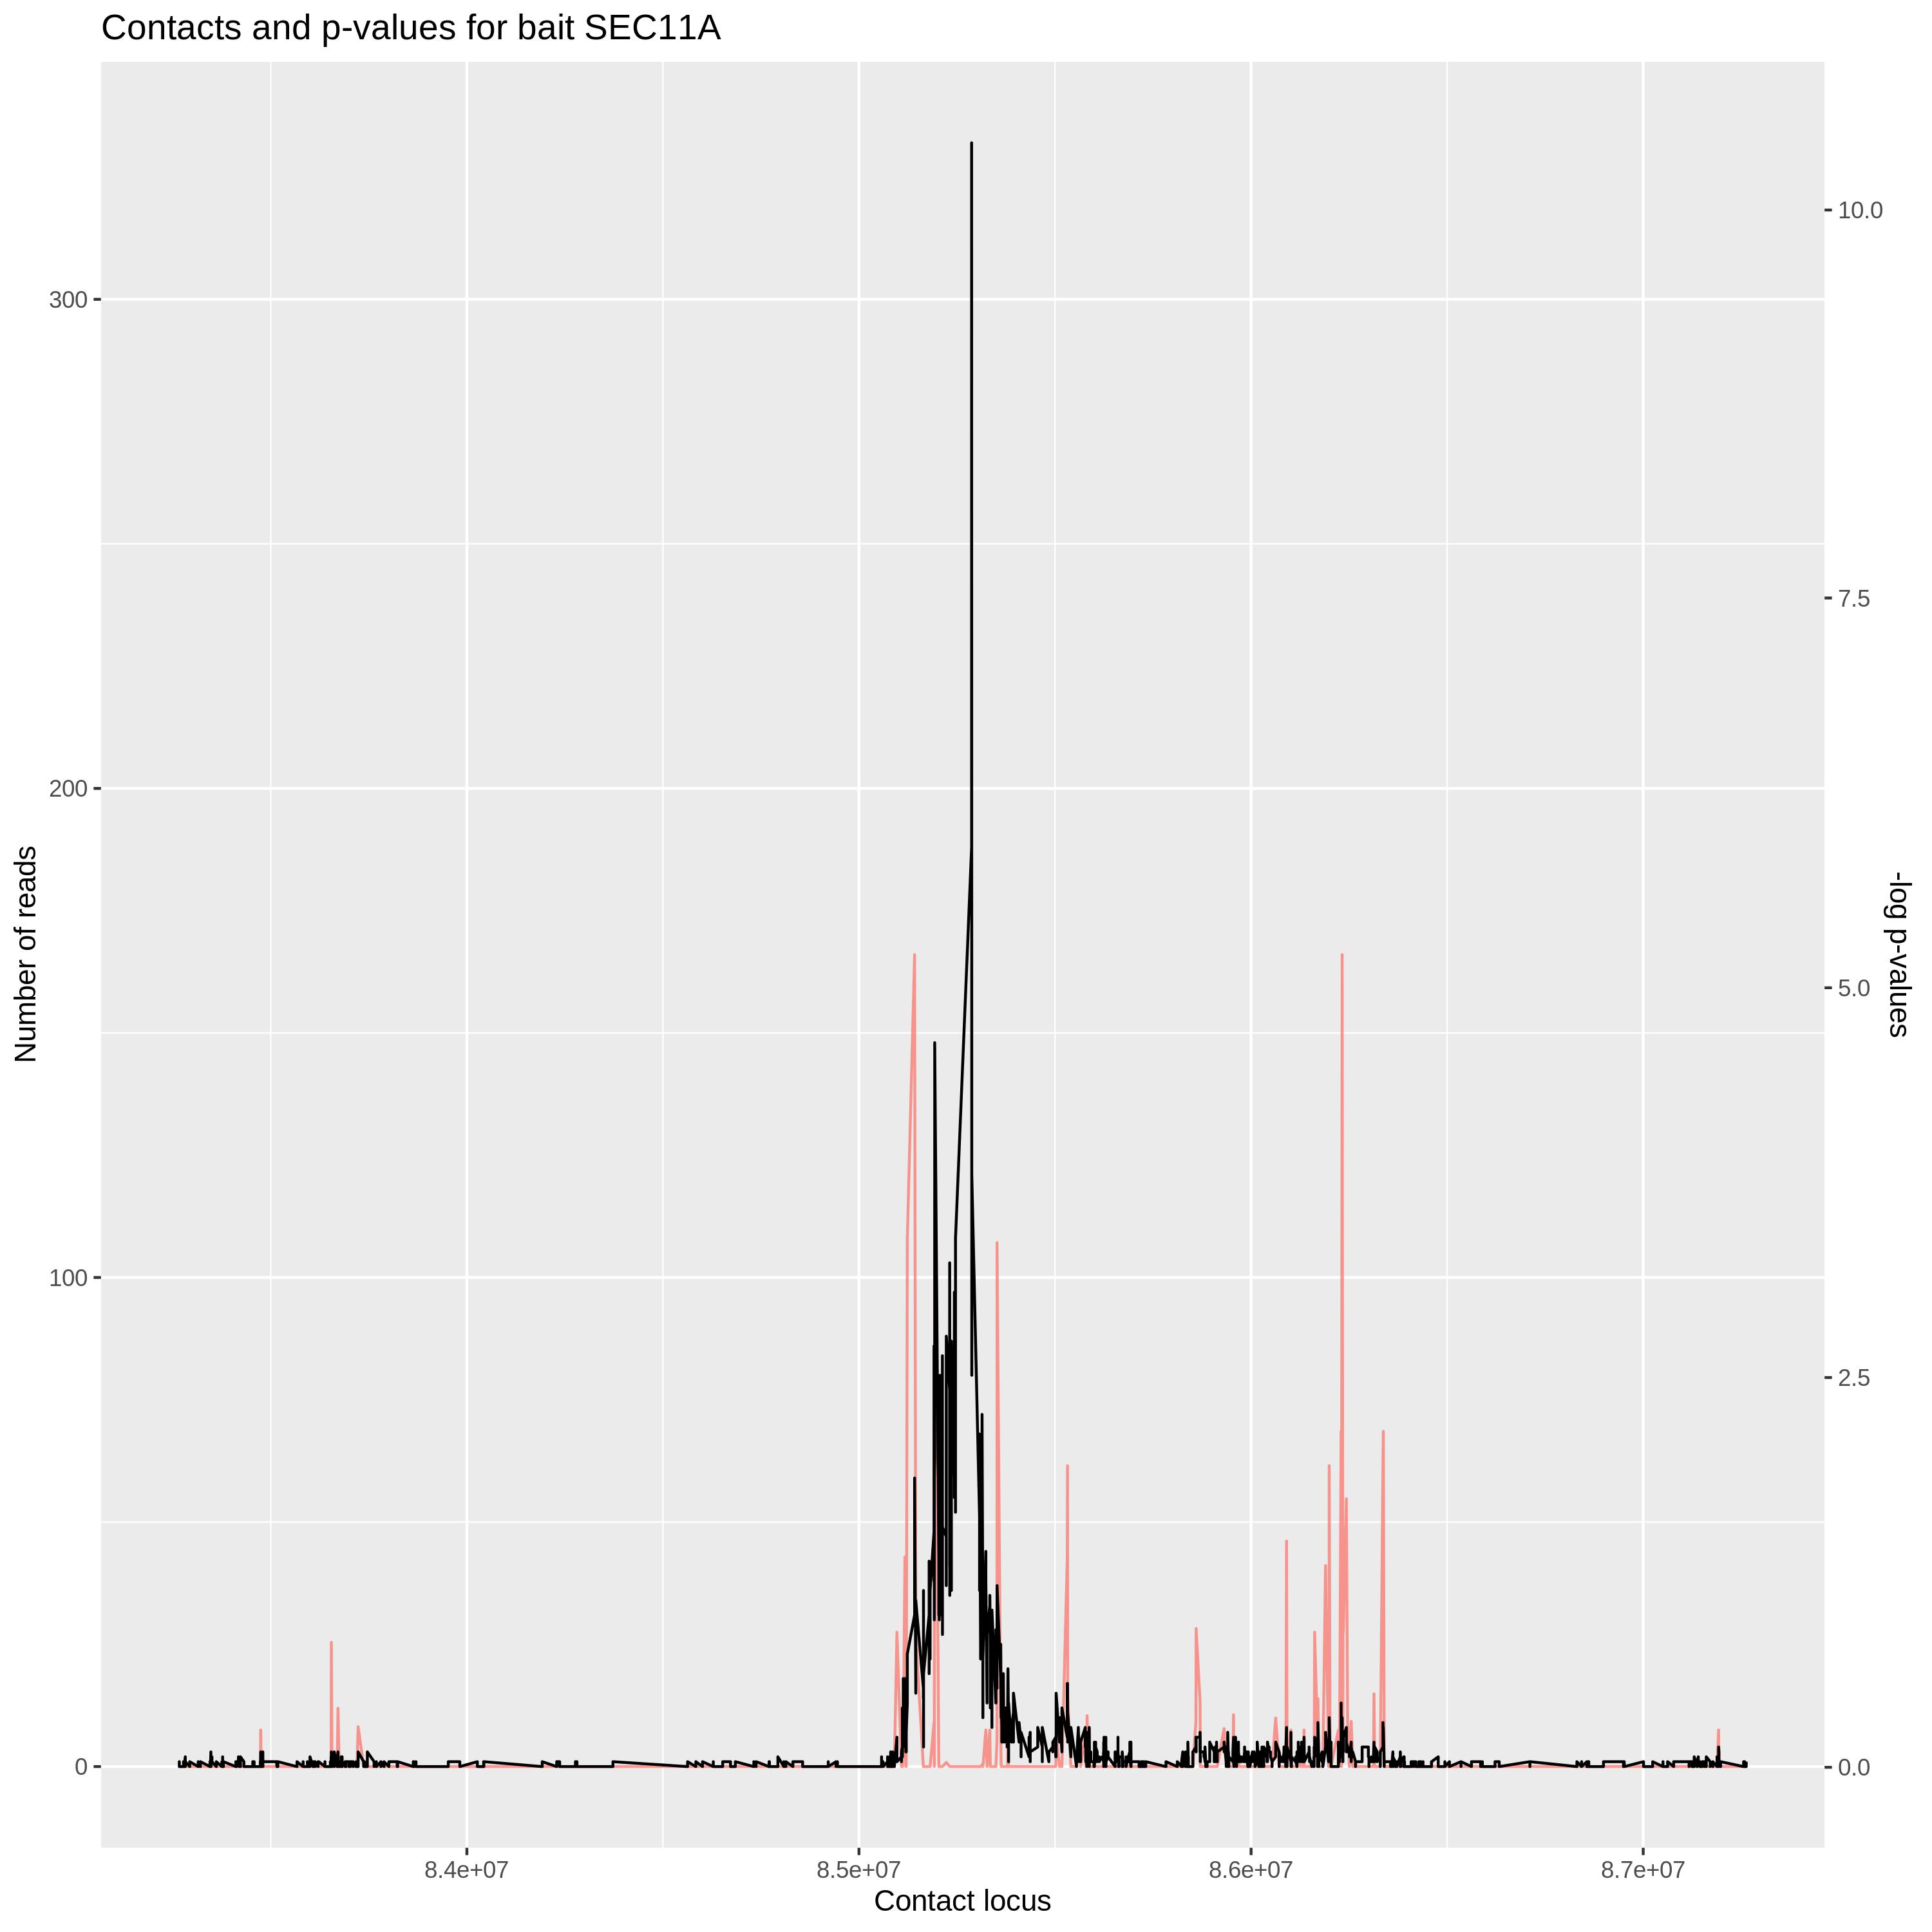 Contacts and p-values for bait SEC11A
Number of reads
300
200
100
0
10.0
7.5
5.0
2.5
0.0
-log p-values
8.4e+07
8.5e+07
8.6e+07
8.7e+07
Contact locus